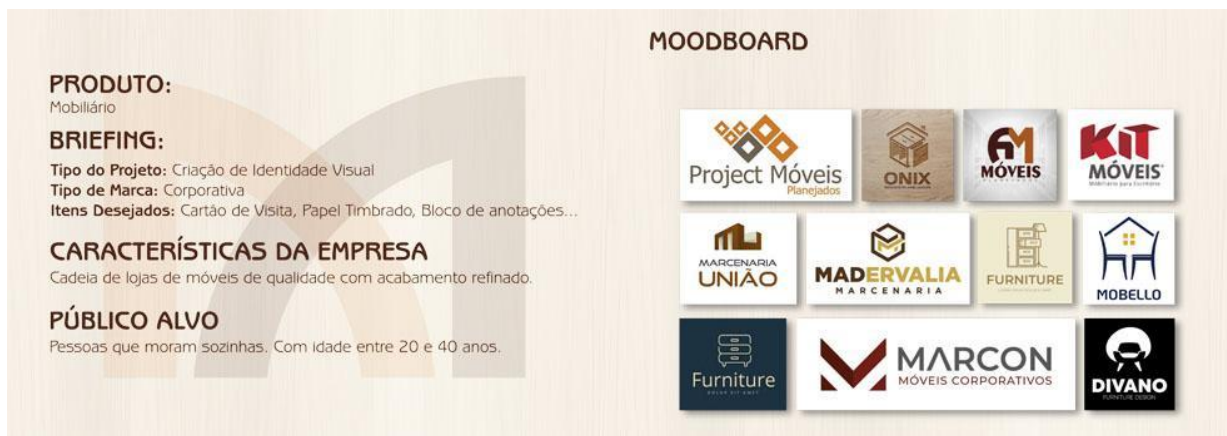 PRODUTO:
Mobiliário
BRIEFING:
Tipo do Projeto: Criação de Identidade Visual
Tipo de Marca: Corporativa
Itens Desejados: Cartão de Visita, Papel Timbrado, Bloco de anotações...
CARACTERÍSTICAS DA EMPRESA
Cadeia de lojas de móveis de qualidade com acabamento refinado.
PÚBLICO ALVO
Pessoas que moram sozinhas. Com idade entre 20 e 40 anos.
MOODBOARD
Project Móveis
Planejados
ONIX
AM
MÓVEIS
KiT
MÓVEIS
MARCENARIA
UNIÃO
MADERVALIA
MARCENARIA
FURNITURE
MOBELLO
Furniture
MARCON
MÓVEIS CORPORATIVOS
DIVANO
FURNITURE DESIGN